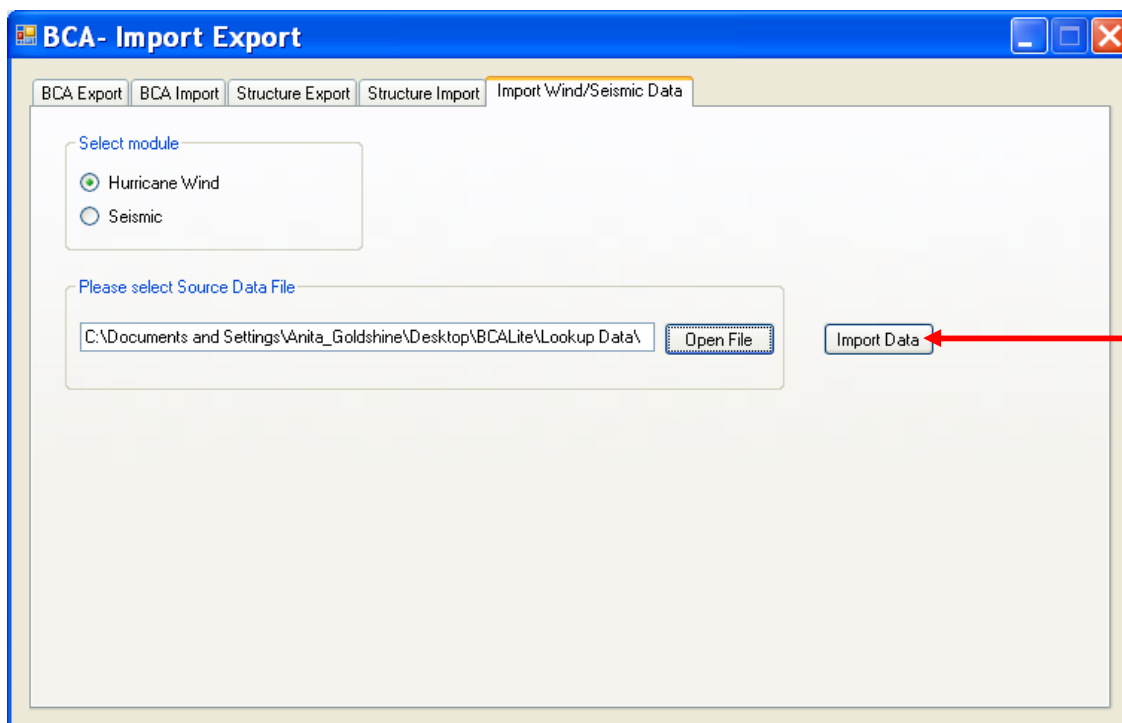 BCA- Import Export
BCA Export BCA Import Structure Export Structure Import Import Wind/Seismic Data
Select module
Hurricane Wind
Seismic
Please select Source Data File
C:\Documents and Settings\Anita_Goldshine\Desktop\BCALite\Lookup Data\ Open File Import Data